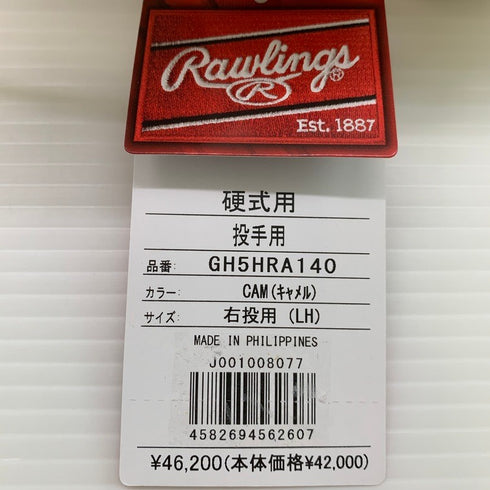 Rawlings
R
Est. 1887
硬式用
投手用
品番: GH5HRA140
カラー: CAM(ｷｬﾒﾙ)
サイズ: 右投用 (LH)
MADE IN PHILIPPINES
J001008077
4582694562607
¥46,200(本体価格¥42,000)